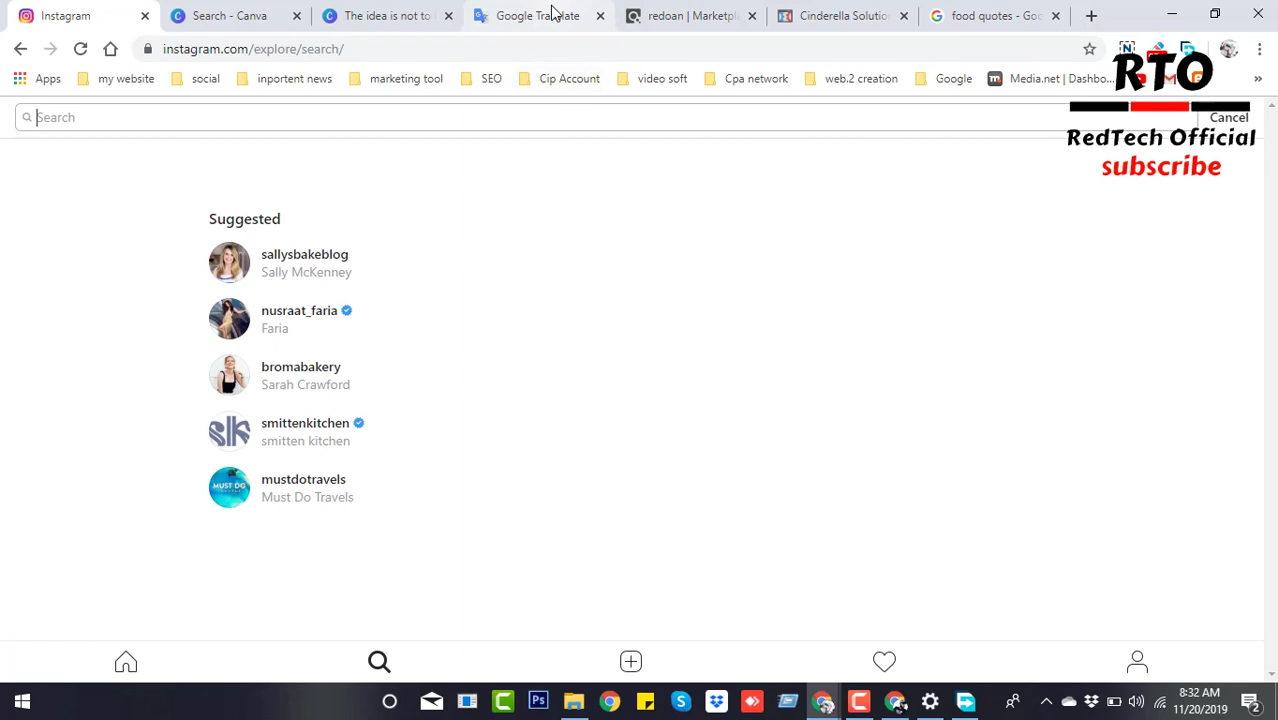 Instagram
Search - Canva
The idea is not to l
Google Translate
redoan | Marketpla
Cinderella Solution
food quotes - Goo
instagram.com/explore/search/
Apps
my website
social
inportent news
marketing tool
SEO
Cip Account
video soft
Cpa network
web.2 creation
Google
Media.net | Dashbo...
RTO
RedTech Official
subscribe
Search
Cancel
Suggested
sallysbakeblog
Sally McKenney
nusraat_faria
Faria
bromabakery
Sarah Crawford
smittenkitchen
smitten kitchen
mustdotravels
Must Do Travels
8:32 AM
11/20/2019